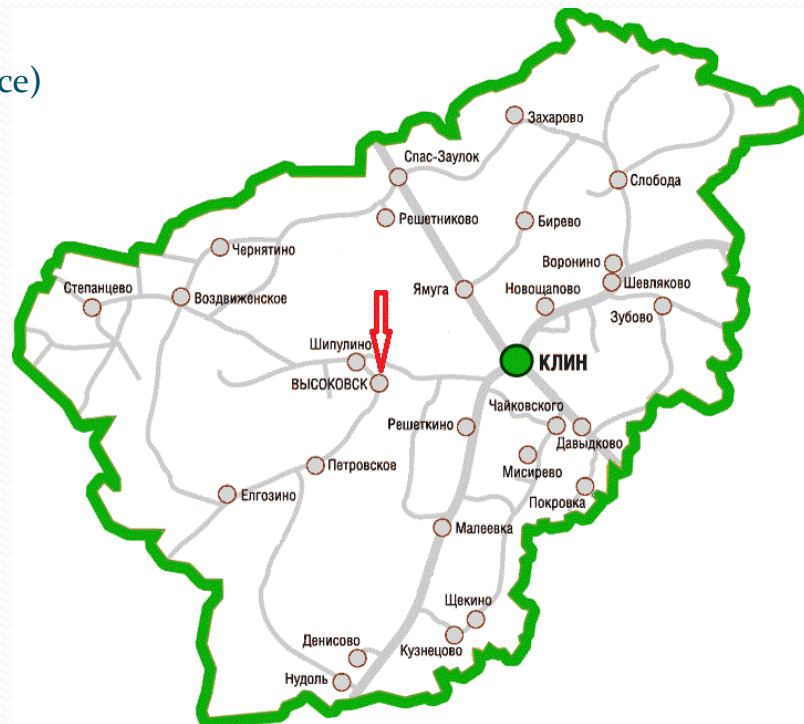 ce)
Захарово
Спас-Заулок
Слобода
Решетниково
Бирево
Чернятино
Воронино
Степанцево
Ямуга
Новощапово
Шевляково
Воздвиженское
Зубово
Шипулино
КЛИН
ВЫСОКОВСК
Чайковского
Решеткино
Давыдково
Петровское
Мисирево
Елгозино
Покровка
Малеевка
Щекино
Денисово
Кузнецово
Нудоль